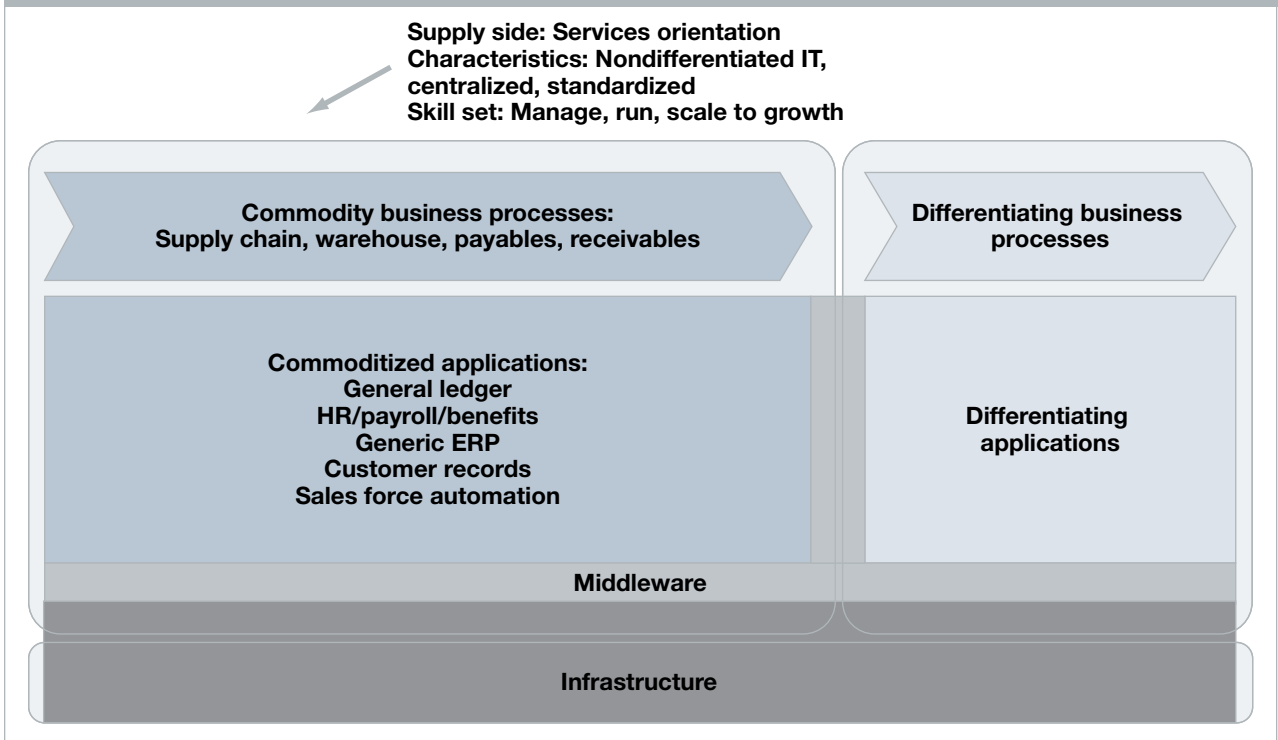 Supply side: Services orientation
Characteristics: Nondifferentiated IT,
centralized, standardized
Skill set: Manage, run, scale to growth
Commodity business processes:
Supply chain, warehouse, payables, receivables
Differentiating business
processes
Commoditized applications:
General ledger
HR/payroll/benefits
Generic ERP
Customer records
Sales force automation
Differentiating
applications
Middleware
Infrastructure